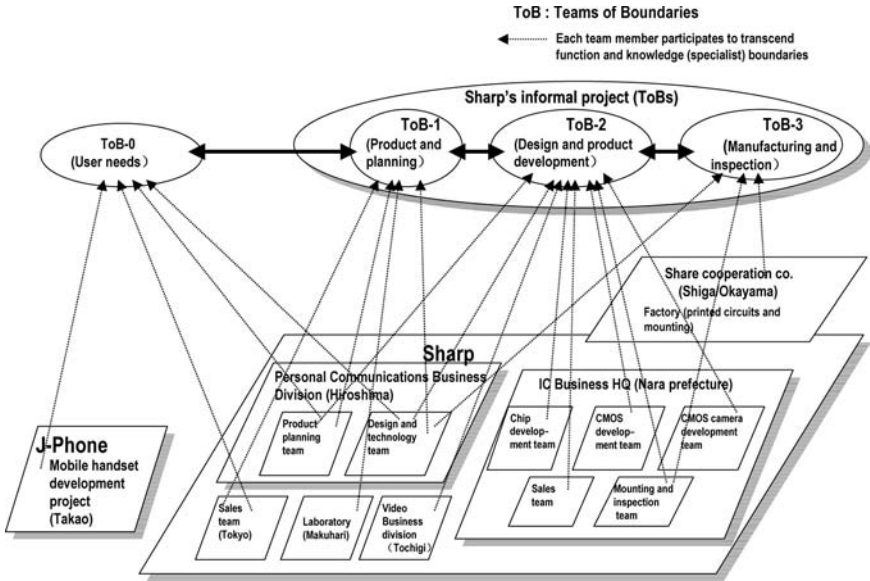 ToB : Teams of Boundaries
Each team member participates to transcend
function and knowledge (specialist) boundaries
Sharp's informal project (ToBs)
ToB-0
(User needs）
ToB-1
(Product and
planning）
ToB-2
(Design and product
development）
ToB-3
(Manufacturing and
inspection）
Share cooperation co.
(Shiga/Okayama)
Factory (printed circuits and
mounting)
Sharp
Personal Communications Business
Division (Hiroshima)
Product
planning
team
Design and
technology
team
IC Business HQ (Nara prefecture)
Chip
develop-
ment team
CMOS
develop-
ment team
CMOS camera
development
team
Sales
team
Mounting and
inspection
team
J-Phone
Mobile handset
development
project
(Takao)
Sales
team
(Tokyo)
Laboratory
(Makuhari)
Video
Business
division
（Tochigi)